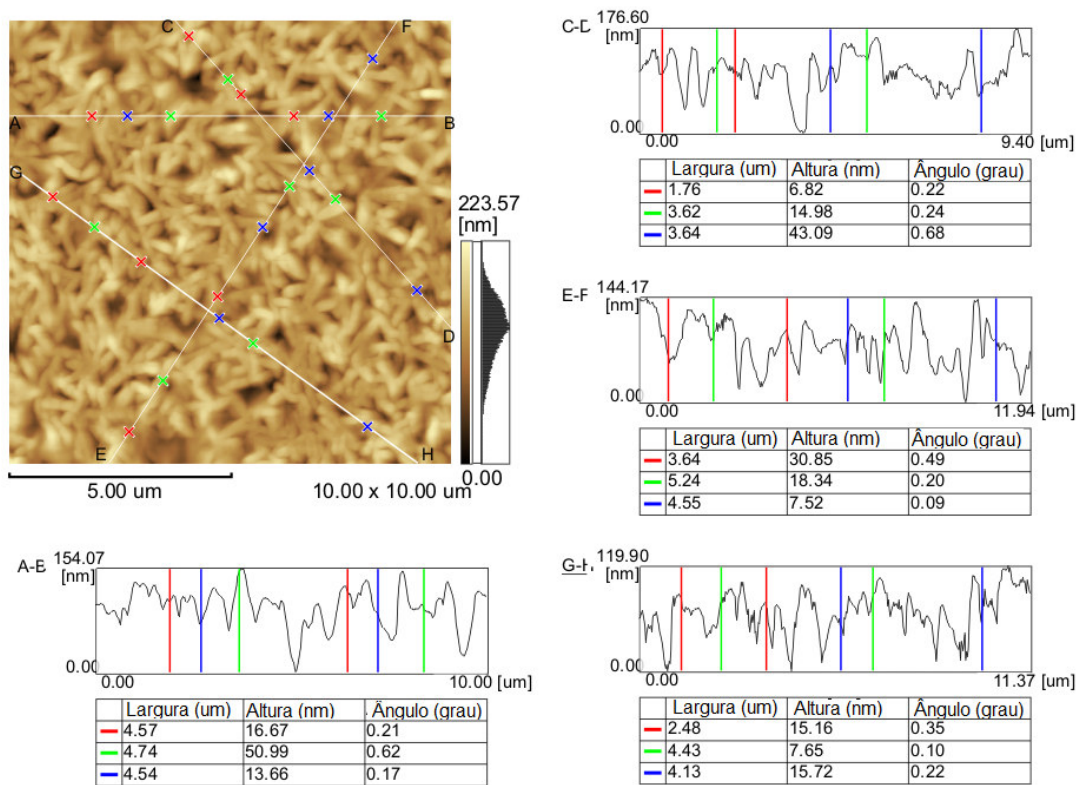 C
F
A
B
G
D
E
H
223.57
[nm]
0.00
5.00 um
10.00 x 10.00 um
C-D
176.60
[nm]
0.00
0.00
9.40
[um]
Largura (um) Altura (nm) Ângulo (grau)
1.76 6.82 0.22
3.62 14.98 0.24
3.64 43.09 0.68
E-F
144.17
[nm]
0.00
0.00
11.94
[um]
Largura (um) Altura (nm) Ângulo (grau)
3.64 30.85 0.49
5.24 18.34 0.20
4.55 7.52 0.09
A-B
154.07
[nm]
0.00
0.00
10.00 [um]
Largura (um) Altura (nm) Ângulo (grau)
4.57 16.67 0.21
4.74 50.99 0.62
4.54 13.66 0.17
G-H
119.90
[nm]
0.00
0.00
11.37
[um]
Largura (um) Altura (nm) Ângulo (grau)
2.48 15.16 0.35
4.43 7.65 0.10
4.13 15.72 0.22